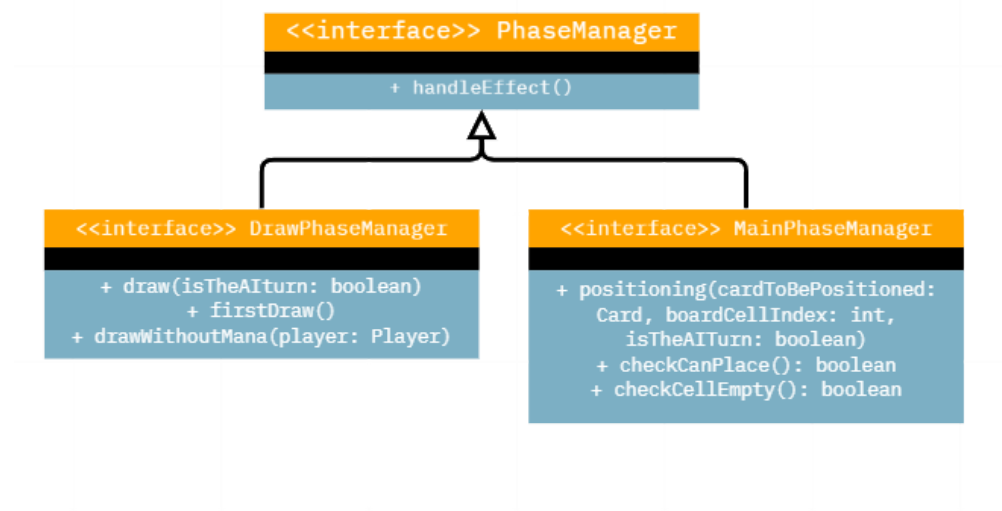 <<interface>> PhaseManager
+ handleEffect()
<<interface>> DrawPhaseManager
+ draw(isTheAIturn: boolean)
+ firstDraw()
+ drawWithoutMana(player: Player)
<<interface>> MainPhaseManager
+ positioning(cardToBePositioned:
Card, boardCellIndex: int,
isTheAITurn: boolean)
+ checkCanPlace(): boolean
+ checkCellEmpty(): boolean